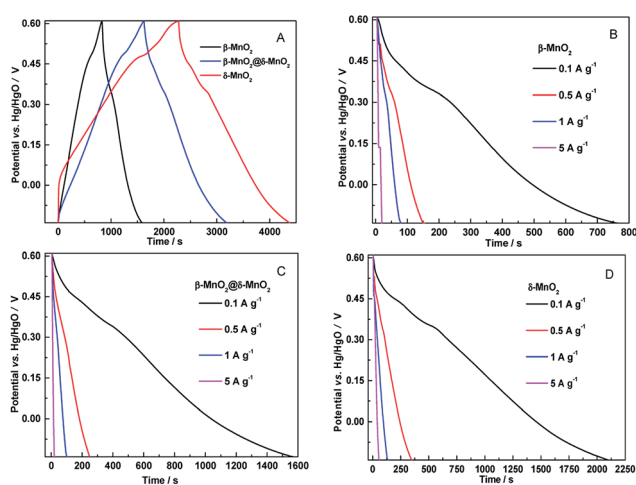 A
β-MnO2
β-MnO2@δ-MnO2
δ-MnO2
Potential vs. Hg/HgO / V
0.60
0.45
0.30
0.15
0.00
0 1000 2000 3000 4000
Time / s
B
β-MnO2
0.1 A g-1
0.5 A g-1
1 A g-1
5 A g-1
Potential vs. Hg/HgO / V
0.60
0.45
0.30
0.15
0.00
0 100 200 300 400 500 600 700 800
Time / s
C
β-MnO2@δ-MnO2
0.1 A g-1
0.5 A g-1
1 A g-1
5 A g-1
Potential vs. Hg/HgO / V
0.60
0.45
0.30
0.15
0.00
0 200 400 600 800 1000 1200 1400 1600
Time / s
D
δ-MnO2
0.1 A g-1
0.5 A g-1
1 A g-1
5 A g-1
Potential vs. Hg/HgO / V
0.60
0.45
0.30
0.15
0.00
0 250 500 750 1000 1250 1500 1750 2000 2250
Time / s